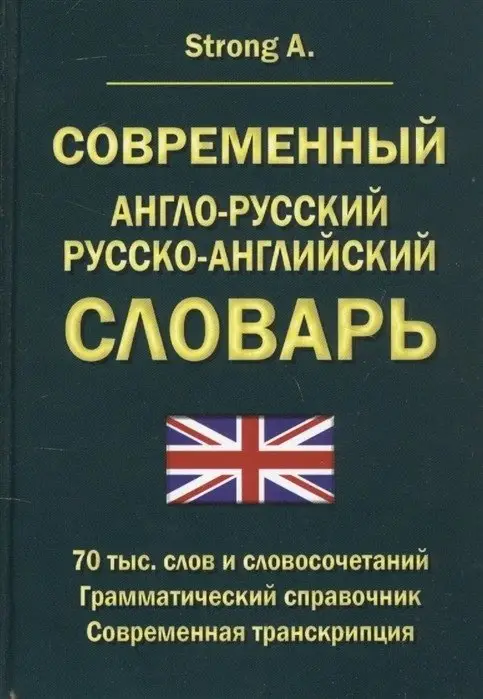 Strong A.
СОВРЕМЕННЫЙ
АНГЛО-РУССКИЙ
РУССКО-АНГЛИЙСКИЙ
СЛОВАРЬ
70 тыс. слов и словосочетаний
Грамматический справочник
Современная транскрипция